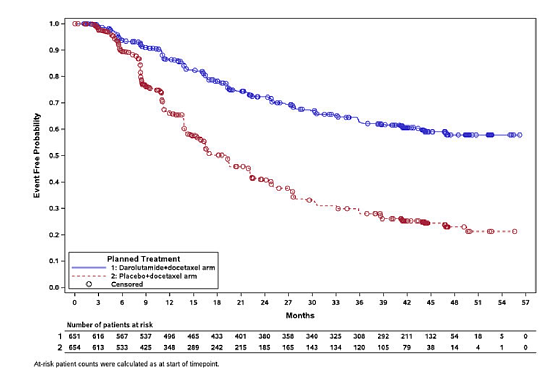 1.0
0.9
0.8
0.7
0.6
0.5
0.4
0.3
0.2
0.1
0.0
Event Free Probability
Planned Treatment
1: Darolutamide+docetaxel arm
2: Placebo+docetaxel arm
Censored
0 3 6 9 12 15 18 21 24 27 30 33 36 39 42 45 48 51 54 57
Months
Number of patients at risk
1 651 616 567 537 496 465 433 401 380 358 340 325 308 292 211 132 54 18 5 0
2 654 613 533 425 348 289 242 215 185 165 143 134 120 105 79 38 14 4 1 0
At-risk patient counts were calculated as at start of timepoint.